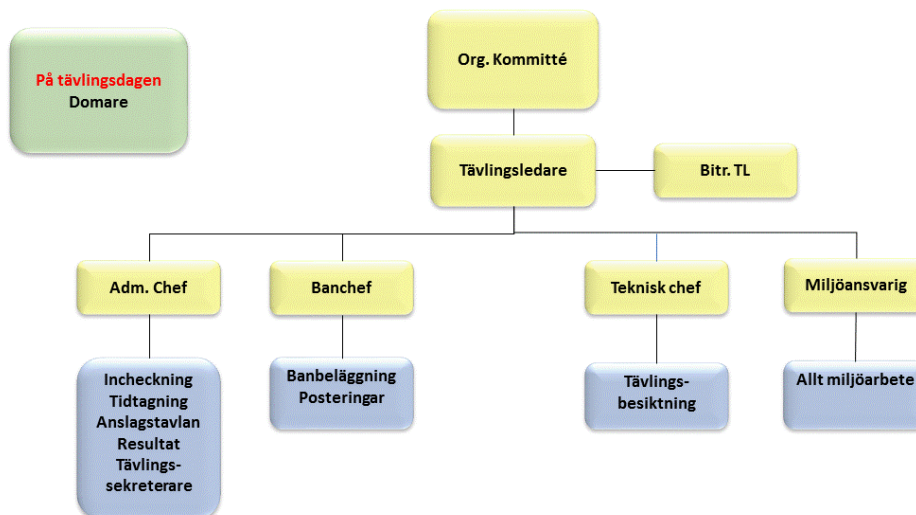 På tävlingsdagen
Domare
Org. Kommitté
Tävlingsledare
Bitr. TL
Adm. Chef
Banchef
Teknisk chef
Miljöansvarig
Incheckning
Tidtagning
Anslagstavlan
Resultat
Tävlings-
sekreterare
Banbeläggning
Posteringar
Tävlings-
besiktning
Allt miljöarbete